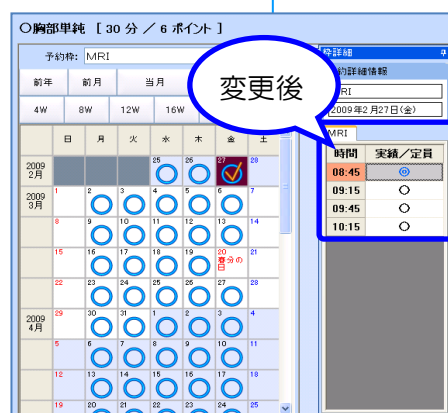 ○胸部単純 [ 30 分 / 6 ポイント ]
予約枠: MRI
前年 前月 当月
4W 8W 12W 16W
変更後
枠詳細
約詳細情報
RI
2009年2月27日(金)
MRI
時間 実績/定員
08:45 ◎
09:15 ○
09:45 ○
10:15 ○
日 月 火 水 木 金 土
2009
2月 25 26 27 28
2009
3月 1 2 3 4 5 6 7
8 9 10 11 12 13 14
15 16 17 18 19 20 21
春分の
日
22 23 24 25 26 27 28
2009
4月 29 30 31 1 2 3 4
5 6 7 8 9 10 11
12 13 14 15 16 17 18
19 20 21 22 23 24 25